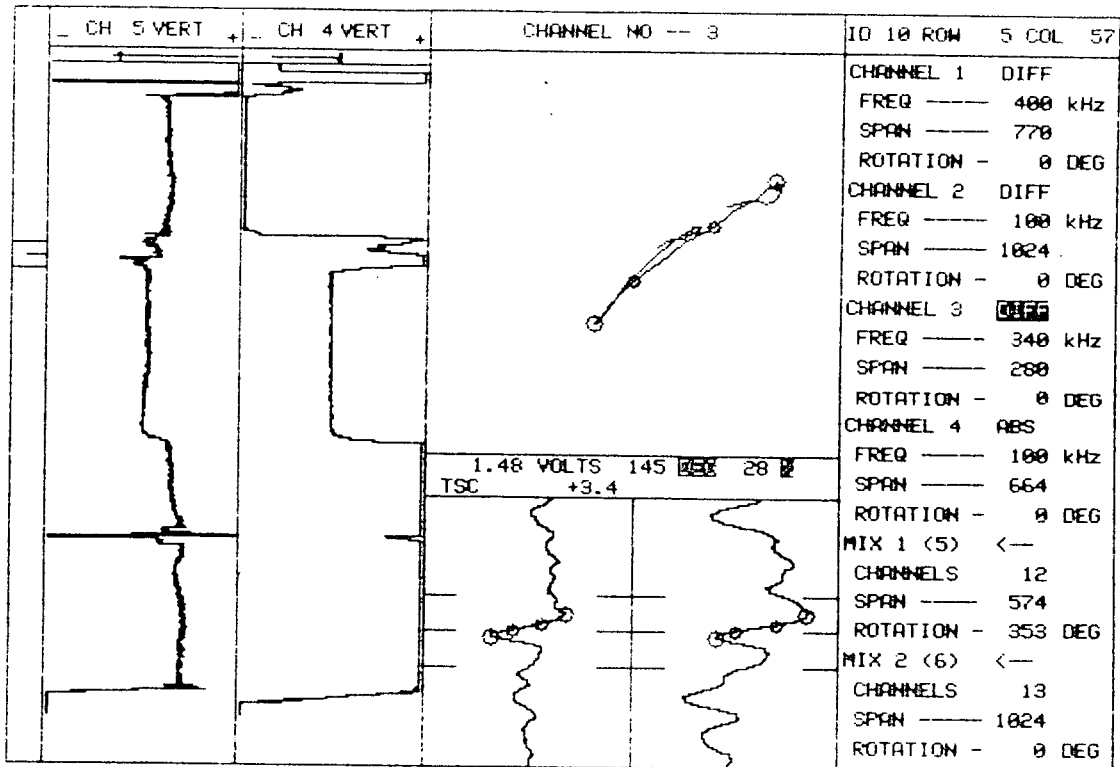 _ CH 5 VERT +
_ CH 4 VERT +
CHANNEL NO -- 3
ID 10 ROW 5 COL 57
CHANNEL 1 DIFF
FREQ ----- 400 kHz
SPAN ----- 770
ROTATION - 0 DEG
CHANNEL 2 DIFF
FREQ ----- 100 kHz
SPAN ----- 1024
ROTATION - 0 DEG
CHANNEL 3 DIFF
FREQ ----- 340 kHz
SPAN ----- 280
ROTATION - 0 DEG
CHANNEL 4 ABS
FREQ ----- 100 kHz
SPAN ----- 664
ROTATION - 0 DEG
MIX 1 (5) <--
CHANNELS 12
SPAN ----- 574
ROTATION - 353 DEG
MIX 2 (6) <--
CHANNELS 13
SPAN ----- 1024
ROTATION - 0 DEG
1.48 VOLTS 145 28
TSC +3.4